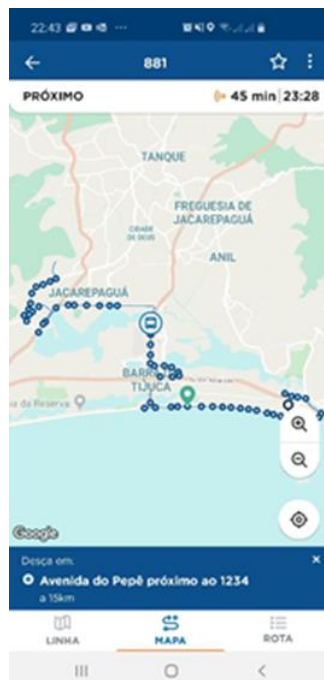 22:43
881
PRÓXIMO
45 min 23:28
TANQUE
FREGUESIA DE
JACAREPAGUÁ
CIDADE
DE DEUS
ANIL
JACAREPAGUÁ
BARRA
TIJUCA
da Reserva
Google
Desça em:
Avenida do Pepê próximo ao 1234
a 15km
LINHA
MAPA
ROTA